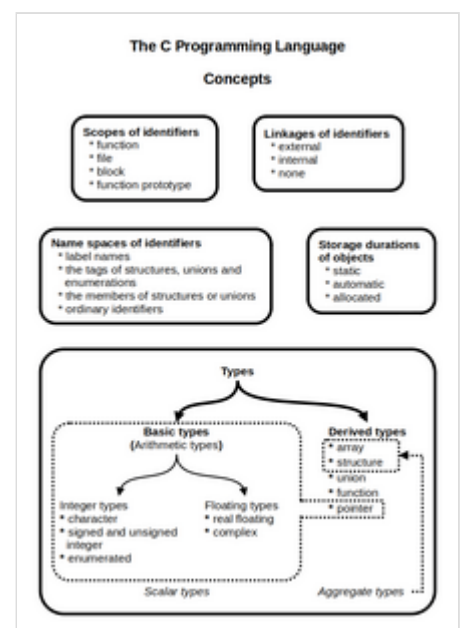 The C Programming Language
Concepts
Scopes of identifiers
* function
* file
* block
* function prototype
Linkages of identifiers
* external
* internal
* none
Name spaces of identifiers
* label names
* the tags of structures, unions and
enumerations
* the members of structures or unions
* ordinary identifiers
Storage durations
of objects
* static
* automatic
* allocated
Types
Basic types
(Arithmetic types)
Integer types
* character
* signed and unsigned
integer
* enumerated
Floating types
* real floating
* complex
Derived types
* array
* structure
* union
* function
* pointer
Scalar types
Aggregate types